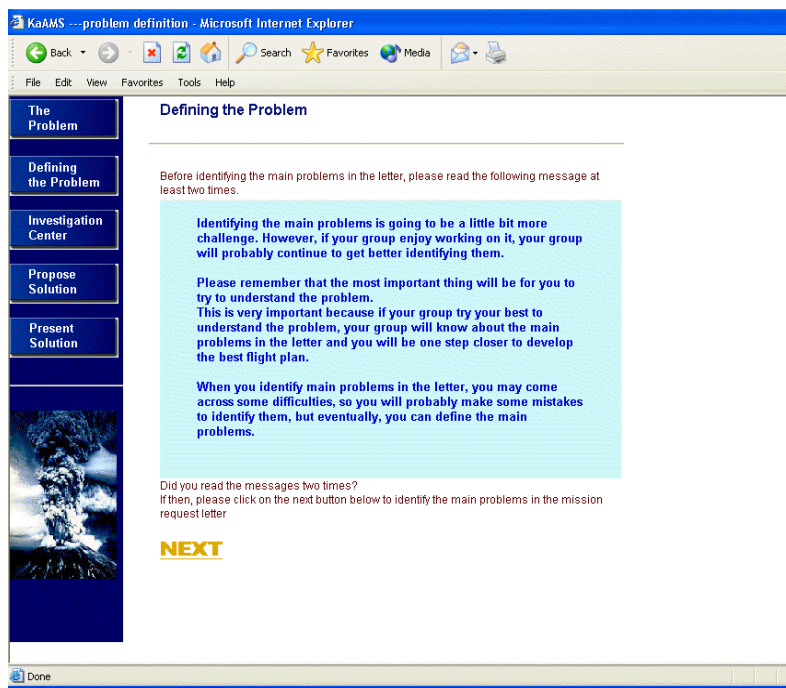 KaAMS ---problem definition - Microsoft Internet Explorer
Back Search Favorites Media
File Edit View Favorites Tools Help
The
Problem
Defining
the Problem
Investigation
Center
Propose
Solution
Present
Solution
Defining the Problem
Before identifying the main problems in the letter, please read the following message at
least two times.
Identifying the main problems is going to be a little bit more
challenge. However, if your group enjoy working on it, your group
will probably continue to get better identifying them.
Please remember that the most important thing will be for you to
try to understand the problem.
This is very important because if your group try your best to
understand the problem, your group will know about the main
problems in the letter and you will be one step closer to develop
the best flight plan.
When you identify main problems in the letter, you may come
across some difficulties, so you will probably make some mistakes
to identify them, but eventually, you can define the main
problems.
Did you read the messages two times?
If then, please click on the next button below to identify the main problems in the mission
request letter
NEXT
Done